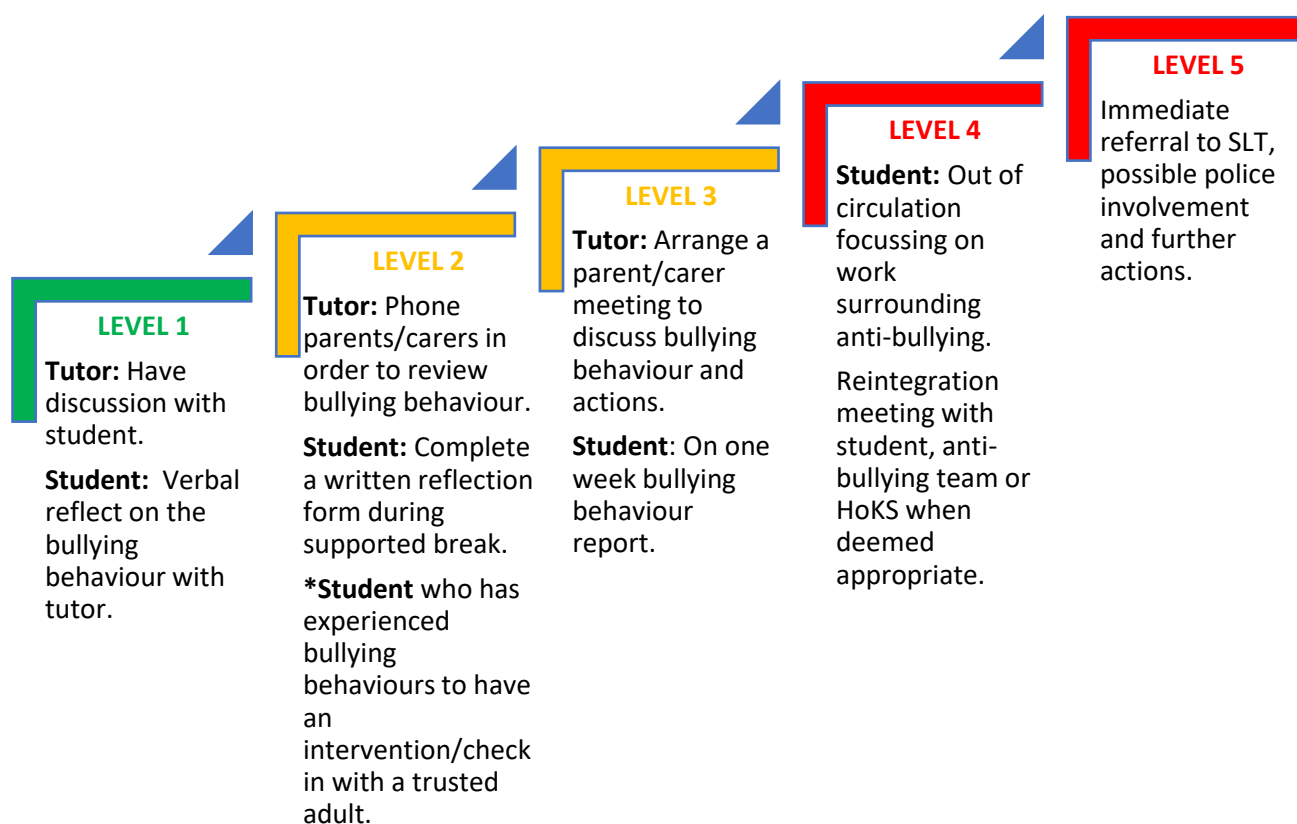 LEVEL 1
Tutor: Have
discussion with
student.
Student: Verbal
reflect on the
bullying
behaviour with
tutor.
LEVEL 2
Tutor: Phone
parents/carers in
order to review
bullying behaviour.
Student: Complete
a written reflection
form during
supported break.
*Student who has
experienced
bullying
behaviours to have
an
intervention/check
in with a trusted
adult.
LEVEL 3
Tutor: Arrange a
parent/carer
meeting to
discuss bullying
behaviour and
actions.
Student: On one
week bullying
behaviour
report.
LEVEL 4
Student: Out of
circulation
focussing on
work
surrounding
anti-bullying.
Reintegration
meeting with
student, anti-
bullying team or
HoKS when
deemed
appropriate.
LEVEL 5
Immediate
referral to SLT,
possible police
involvement
and further
actions.